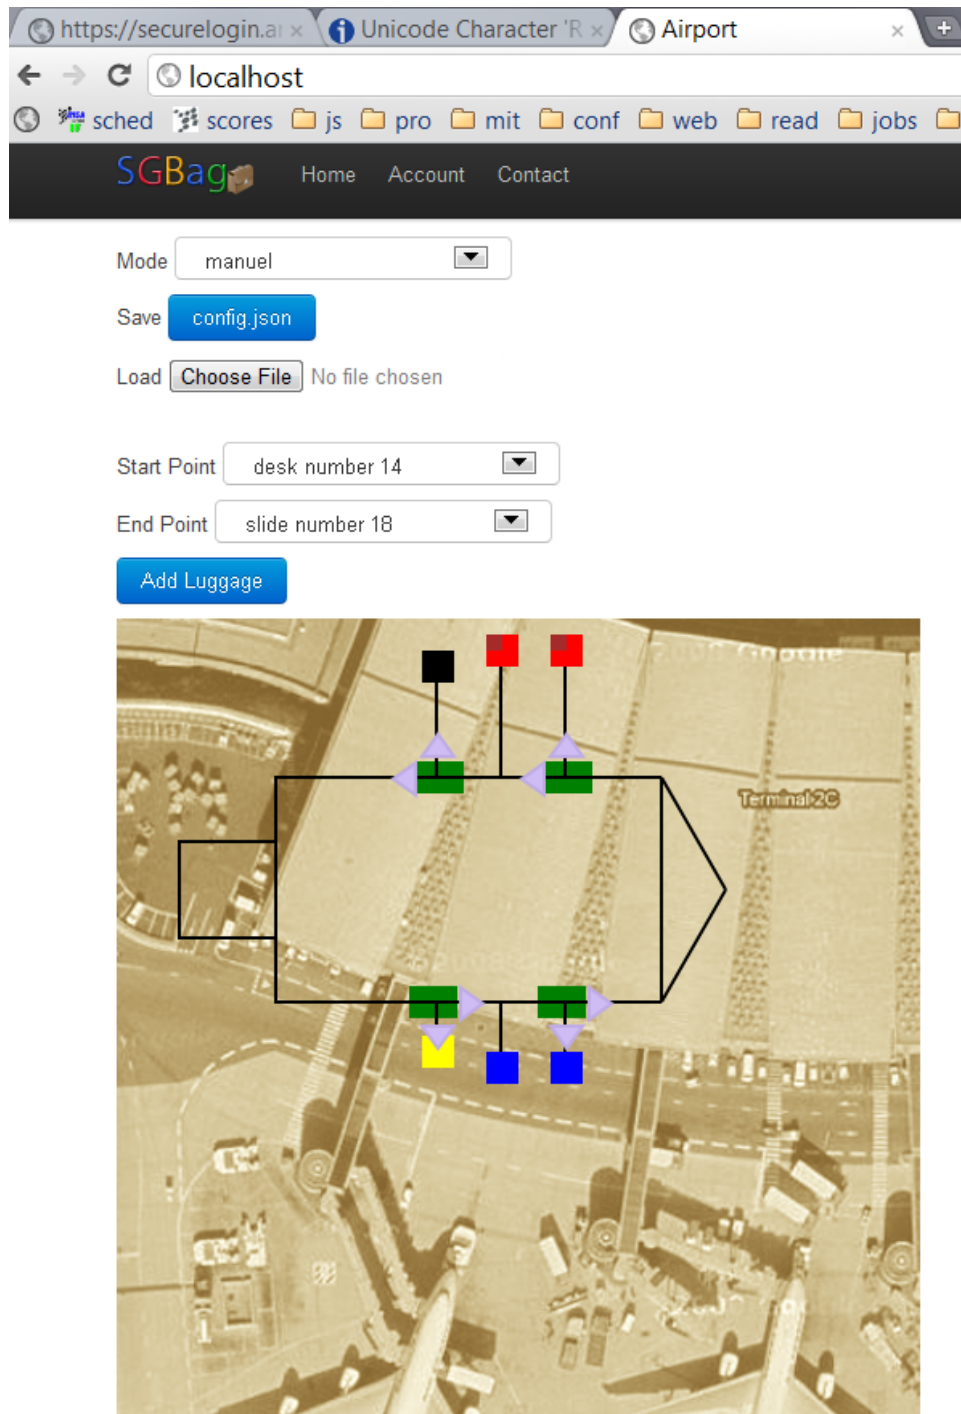 https://securelogin.a
Unicode Character 'R
Airport
localhost
sched scores js pro mit conf web read jobs
SGBag Home Account Contact
Mode manuel
Save config.json
Load Choose File No file chosen
Start Point desk number 14
End Point slide number 18
Add Luggage
Google
Terminal 2C